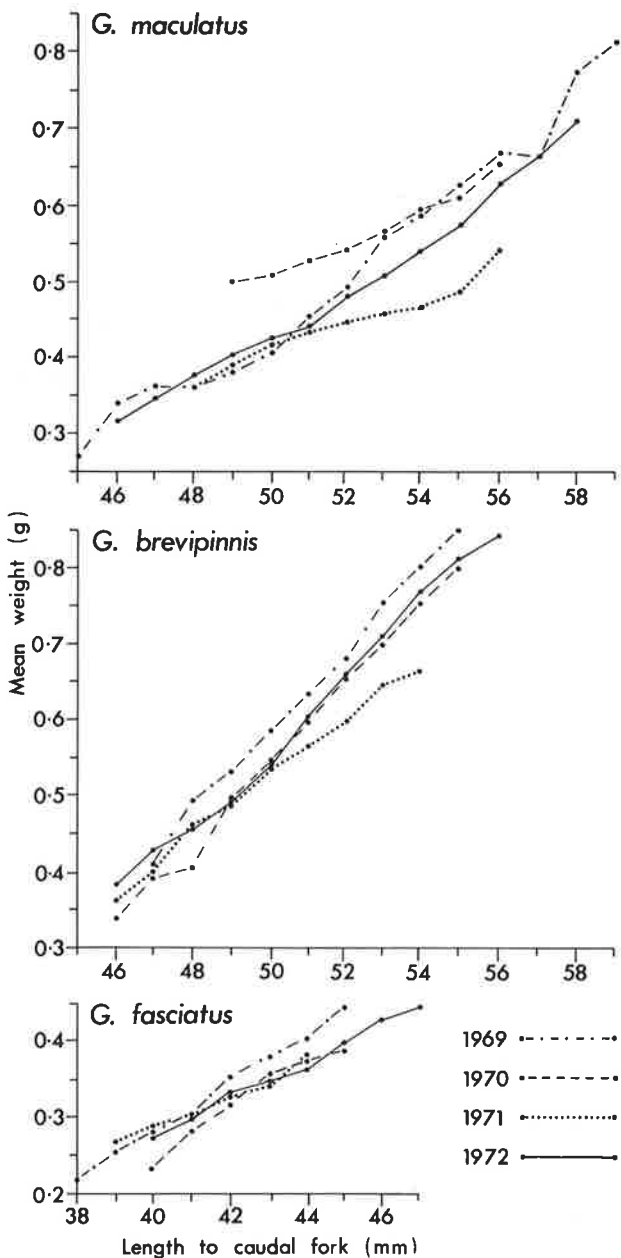 G. maculatus
0·8
0·7
0·6
0·5
0·4
0·3
46 48 50 52 54 56 58
Mean weight (g)
G. brevipinnis
0·8
0·7
0·6
0·5
0·4
0·3
46 48 50 52 54 56 58
G. fasciatus
0·4
0·3
0·2
38 40 42 44 46
Length to caudal fork (mm)
1969
1970
1971
1972